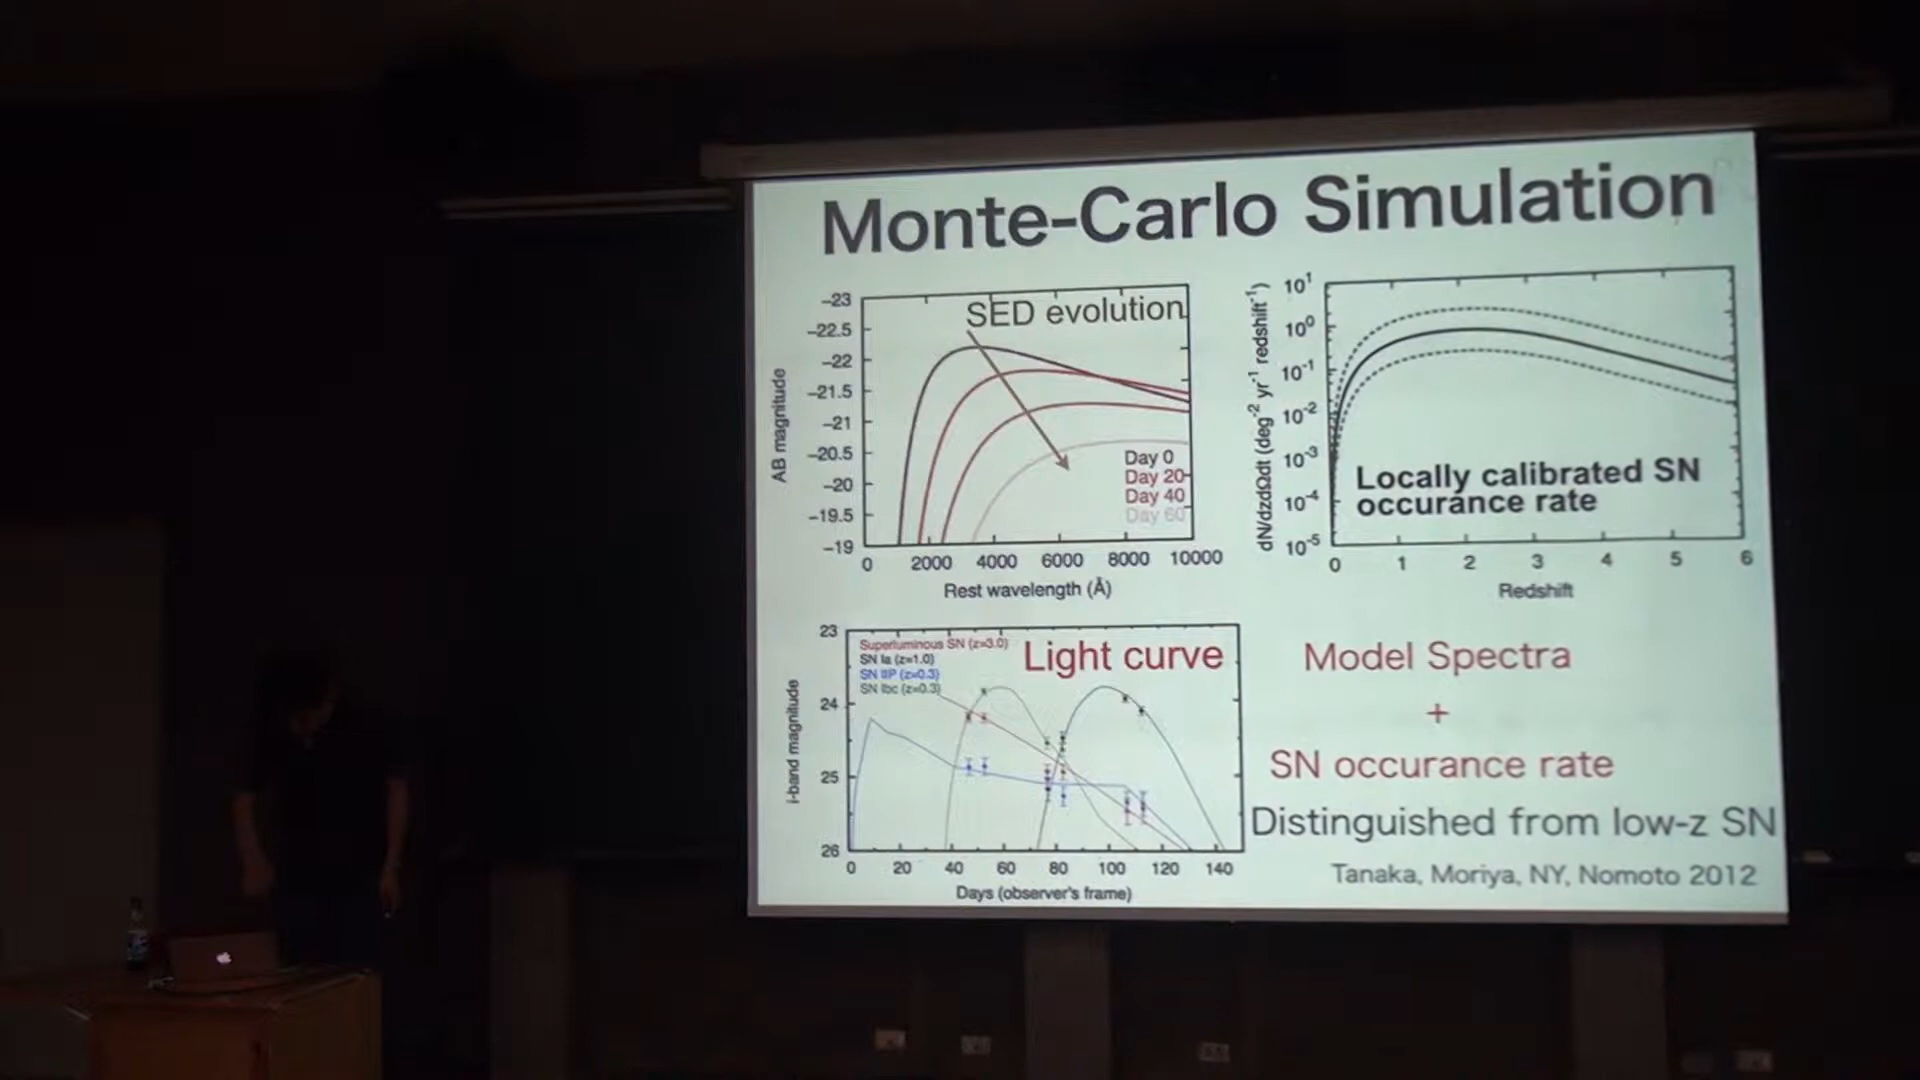 Monte-Carlo Simulation
SED evolution
AB magnitude
−23
−22.5
−22
−21.5
−21
−20.5
−20
−19.5
−19
Day 0
Day 20
Day 40
Day 60
0 2000 4000 6000 8000 10000
Rest wavelength (Å)
dN/dzdΩdt (deg⁻² yr⁻¹ redshift⁻¹)
10¹
10⁰
10⁻¹
10⁻²
10⁻³
10⁻⁴
10⁻⁵
Locally calibrated SN
occurance rate
0 1 2 3 4 5 6
Redshift
Light curve
Superluminous SN (z=3.0)
SN Ia (z=1.0)
SN IIP (z=0.3)
SN Ibc (z=0.3)
i-band magnitude
23
24
25
26
0 20 40 60 80 100 120 140
Days (observer's frame)
Model Spectra
+
SN occurance rate
Distinguished from low-z SN
Tanaka, Moriya, NY, Nomoto 2012